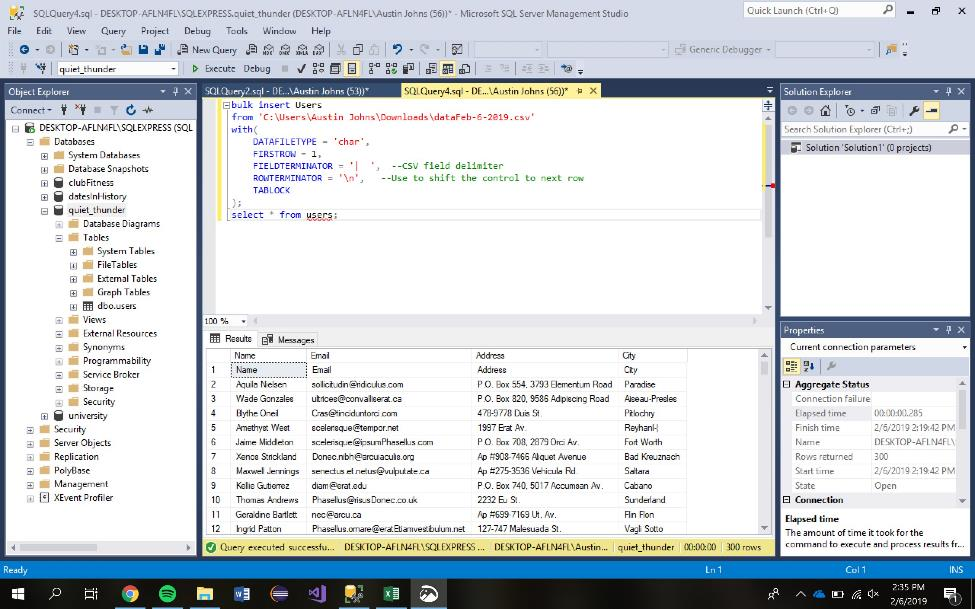 SQLQuery4.sql - DESKTOP-AFLN4FL\SQLEXPRESS.quiet_thunder (DESKTOP-AFLN4FL\Austin Johns (56))* - Microsoft SQL Server Management Studio
Quick Launch (Ctrl+Q)
File Edit View Query Project Debug Tools Window Help
New Query
Generic Debugger
quiet_thunder
Execute Debug
Object Explorer
Connect
DESKTOP-AFLN4FL\SQLEXPRESS (SQL
Databases
System Databases
Database Snapshots
clubFitness
datesInHistory
quiet_thunder
Database Diagrams
Tables
System Tables
FileTables
External Tables
Graph Tables
dbo.users
Views
External Resources
Synonyms
Programmability
Service Broker
Storage
Security
university
Security
Server Objects
Replication
PolyBase
Management
XEvent Profiler
SQLQuery2.sql - DE...\Austin Johns (53))*
SQLQuery4.sql - DE...\Austin Johns (56))*
bulk insert Users
from 'C:\Users\Austin Johns\Downloads\dataFeb-6-2019.csv'
with(
DATAFILETYPE = 'char',
FIRSTROW = 1,
FIELDTERMINATOR = '| ', --CSV field delimiter
ROWTERMINATOR = '\n', --Use to shift the control to next row
TABLOCK
);
select * from users;
100 %
Results Messages
Name Email Address City
1 Name Email Address City
2 Aquila Nielsen sollicitudin@ridiculus.com P.O. Box 554, 3793 Elementum Road Paradise
3 Wade Gonzales ultrices@convalliserat.ca P.O. Box 820, 9586 Adipiscing Road Aiseau-Presles
4 Blythe Oneil Cras@tinciduntorci.com 478-9778 Duis St. Pitlochry
5 Amethyst West scelerisque@tempor.net 1997 Erat Av. Reyhanl-|
6 Jaime Middleton scelerisque@ipsumPhasellus.com P.O. Box 708, 2879 Orci Av. Fort Worth
7 Xenos Strickland Donec.nibh@arcuiaculis.org Ap #908-7466 Aliquet Avenue Bad Kreuznach
8 Maxwell Jennings senectus.et.netus@vulputate.ca Ap #275-3536 Vehicula Rd. Saltara
9 Kellie Gutierrez diam@erat.edu P.O. Box 740, 5017 Accumsan Av. Cabano
10 Thomas Andrews Phasellus@risusDonec.co.uk 2232 Eu St. Sunderland
11 Geraldine Bartlett nec@arcu.ca Ap #699-7169 Ut, Av. Flin Flon
12 Ingrid Patton Phasellus.ornare@eratEtiamvestibulum.net 127-747 Malesuada St. Vagli Sotto
Query executed successfu... DESKTOP-AFLN4FL\SQLEXPRESS ... DESKTOP-AFLN4FL\Austin... quiet_thunder 00:00:00 300 rows
Solution Explorer
Search Solution Explorer (Ctrl+;)
Solution 'Solution1' (0 projects)
Properties
Current connection parameters
Aggregate Status
Connection failure
Elapsed time 00:00:00.285
Finish time 2/6/2019 2:19:42 PM
Name DESKTOP-AFLN4FL\
Rows returned 300
Start time 2/6/2019 2:19:42 PM
State Open
Connection
Elapsed time
The amount of time it took for the
command to execute and process results fr...
Ready
Ln 1 Col 1 INS
2:35 PM
2/6/2019
1